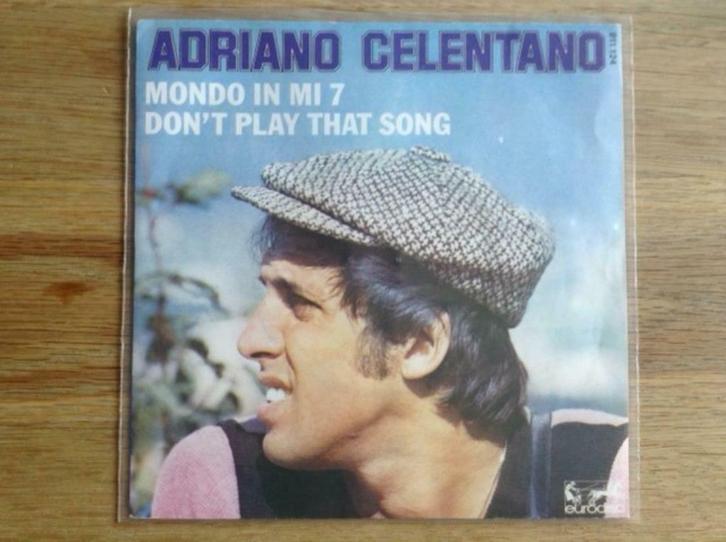 ADRIANO CELENTANO
MONDO IN MI 7
DON'T PLAY THAT SONG
eurodisc